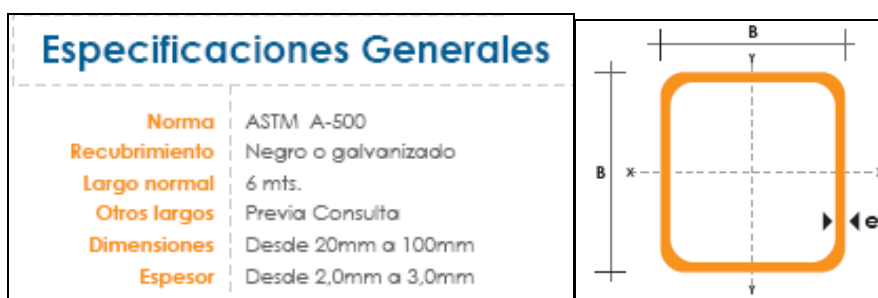 Especificaciones Generales
Norma ASTM A-500
Recubrimiento Negro o galvanizado
Largo normal 6 mts.
Otros largos Previa Consulta
Dimensiones Desde 20mm a 100mm
Espesor Desde 2,0mm a 3,0mm
B
Y
B X
e
Y